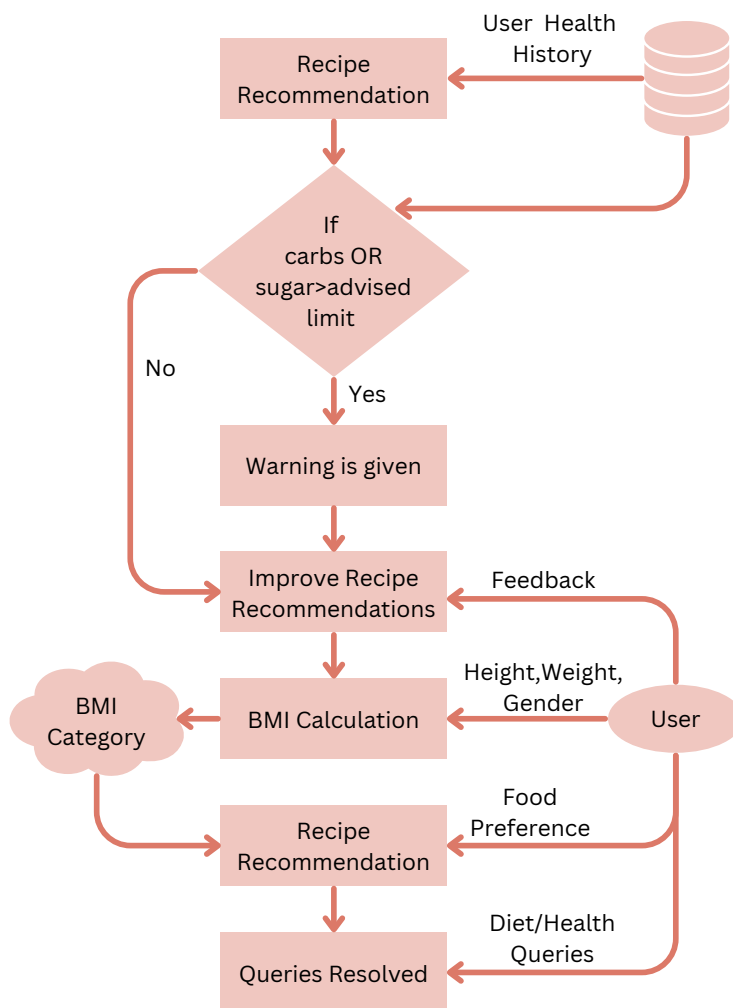 User Health
History
Recipe
Recommendation
If
carbs OR
sugar>advised
limit
No
Yes
Warning is given
Improve Recipe
Recommendations
Feedback
Height,Weight,
Gender
BMI
Category
BMI Calculation
User
Food
Preference
Recipe
Recommendation
Diet/Health
Queries
Queries Resolved